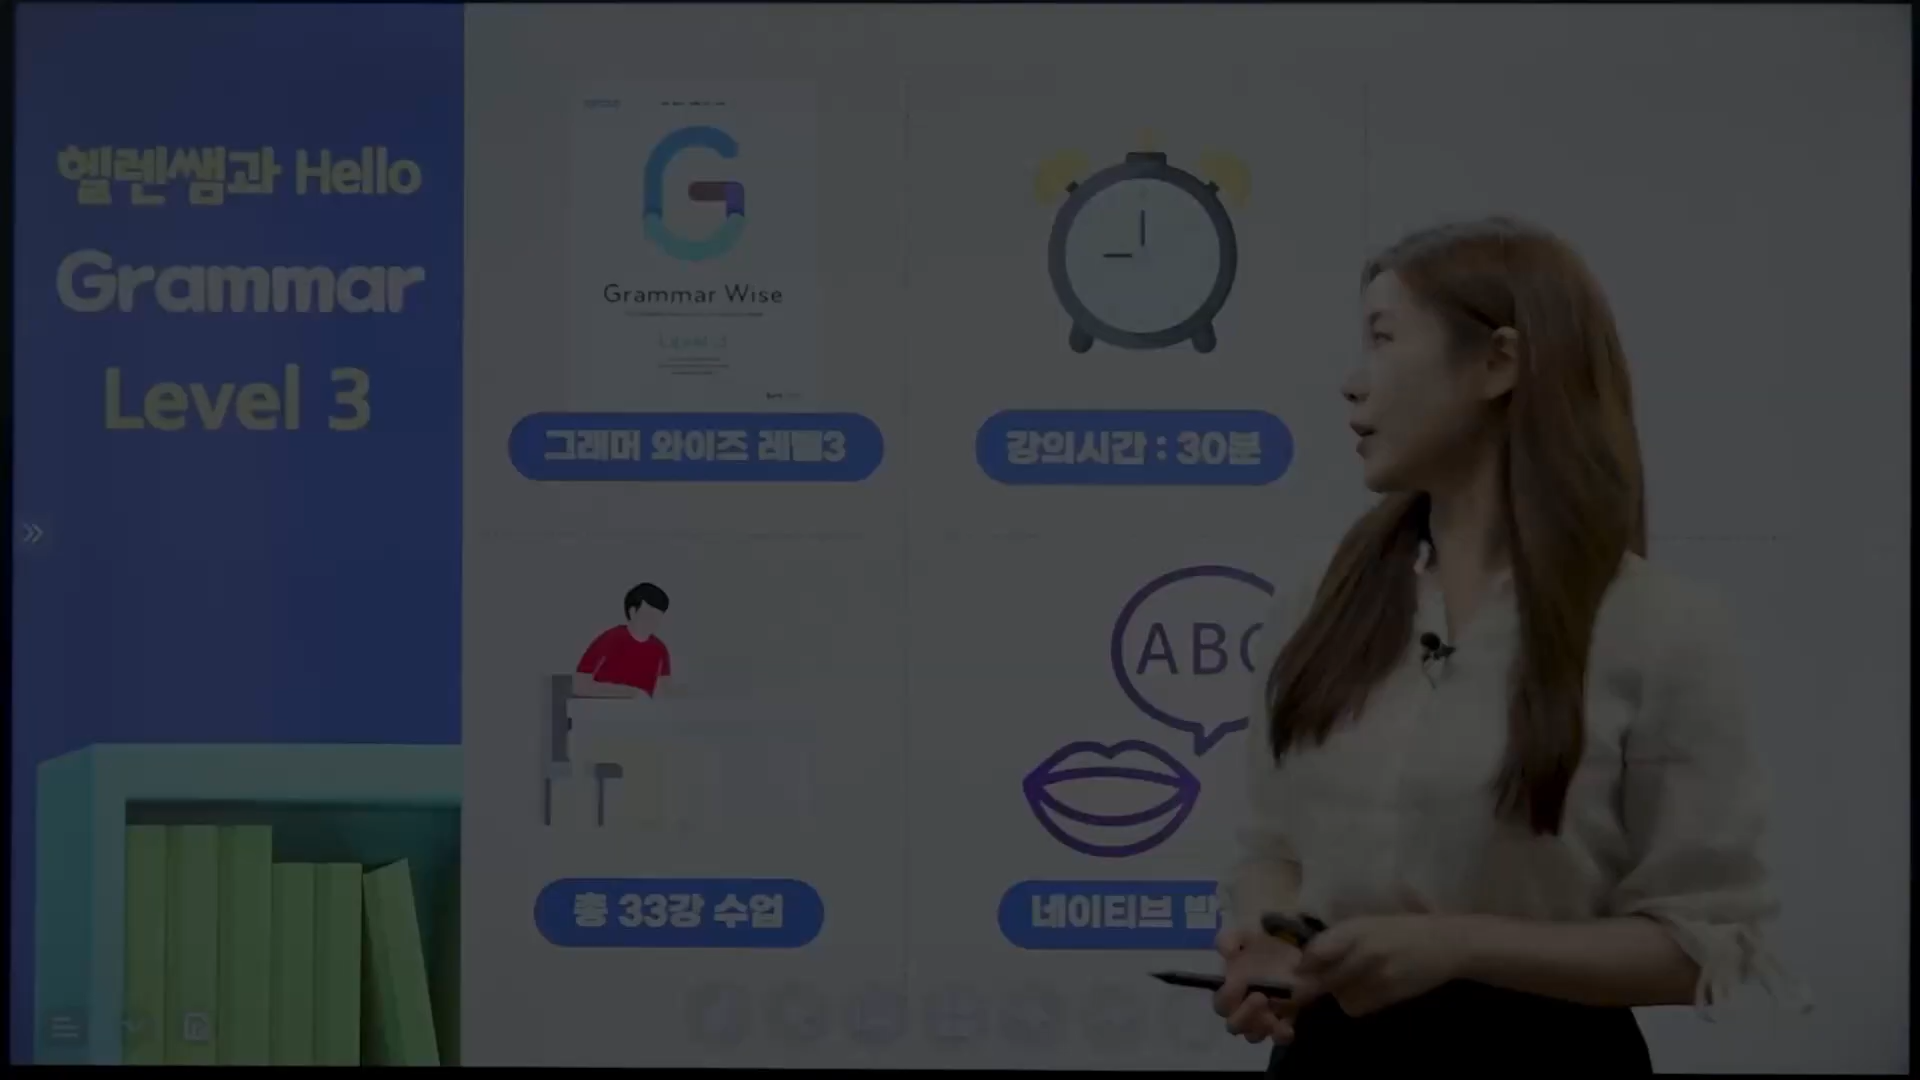 헬렌쌤과 Hello
Grammar
Level 3
Grammar Wise
그래머 와이즈 레벨3
강의시간 : 30분
ABC
총 33강 수업
네이티브